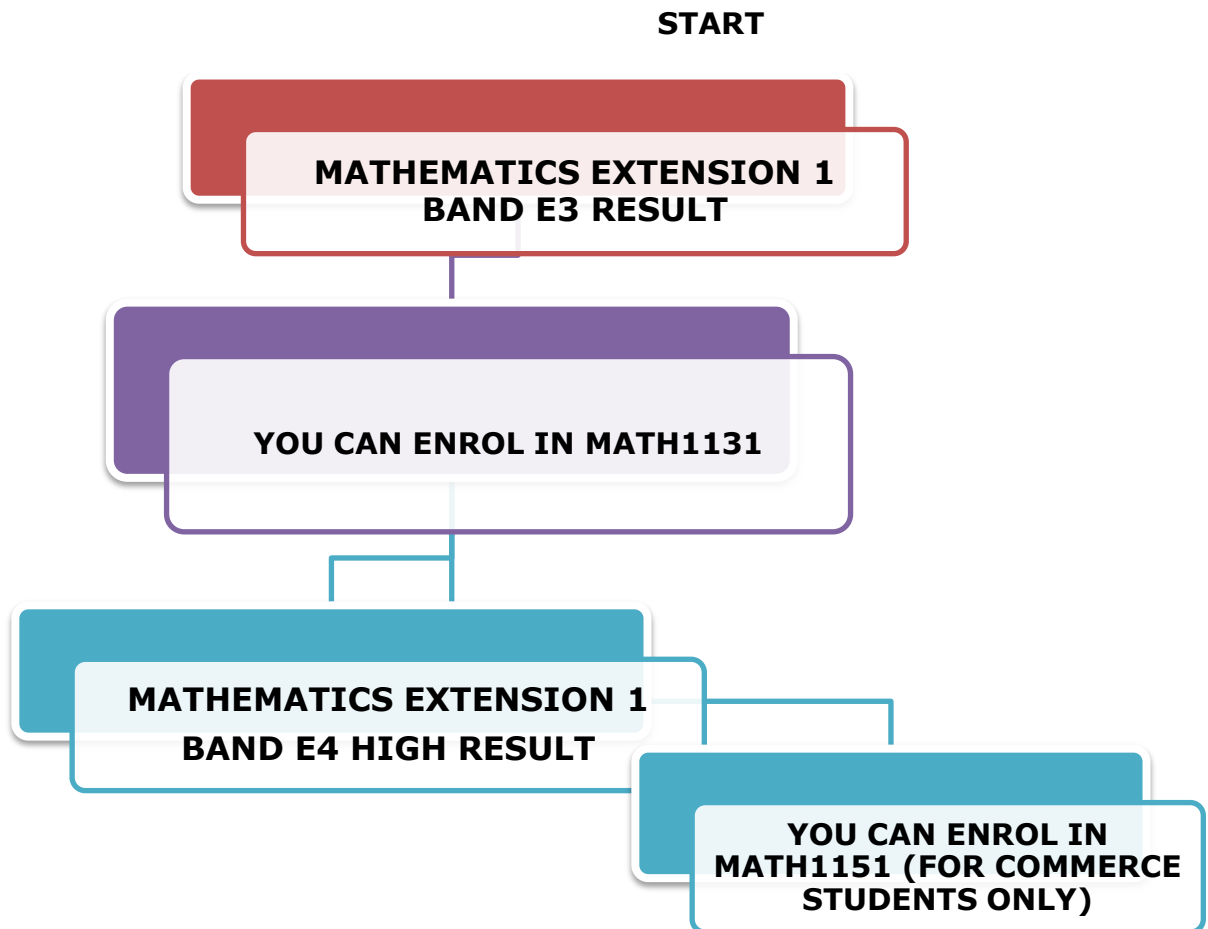 START
MATHEMATICS EXTENSION 1
BAND E3 RESULT
YOU CAN ENROL IN MATH1131
MATHEMATICS EXTENSION 1
BAND E4 HIGH RESULT
YOU CAN ENROL IN
MATH1151 (FOR COMMERCE
STUDENTS ONLY)